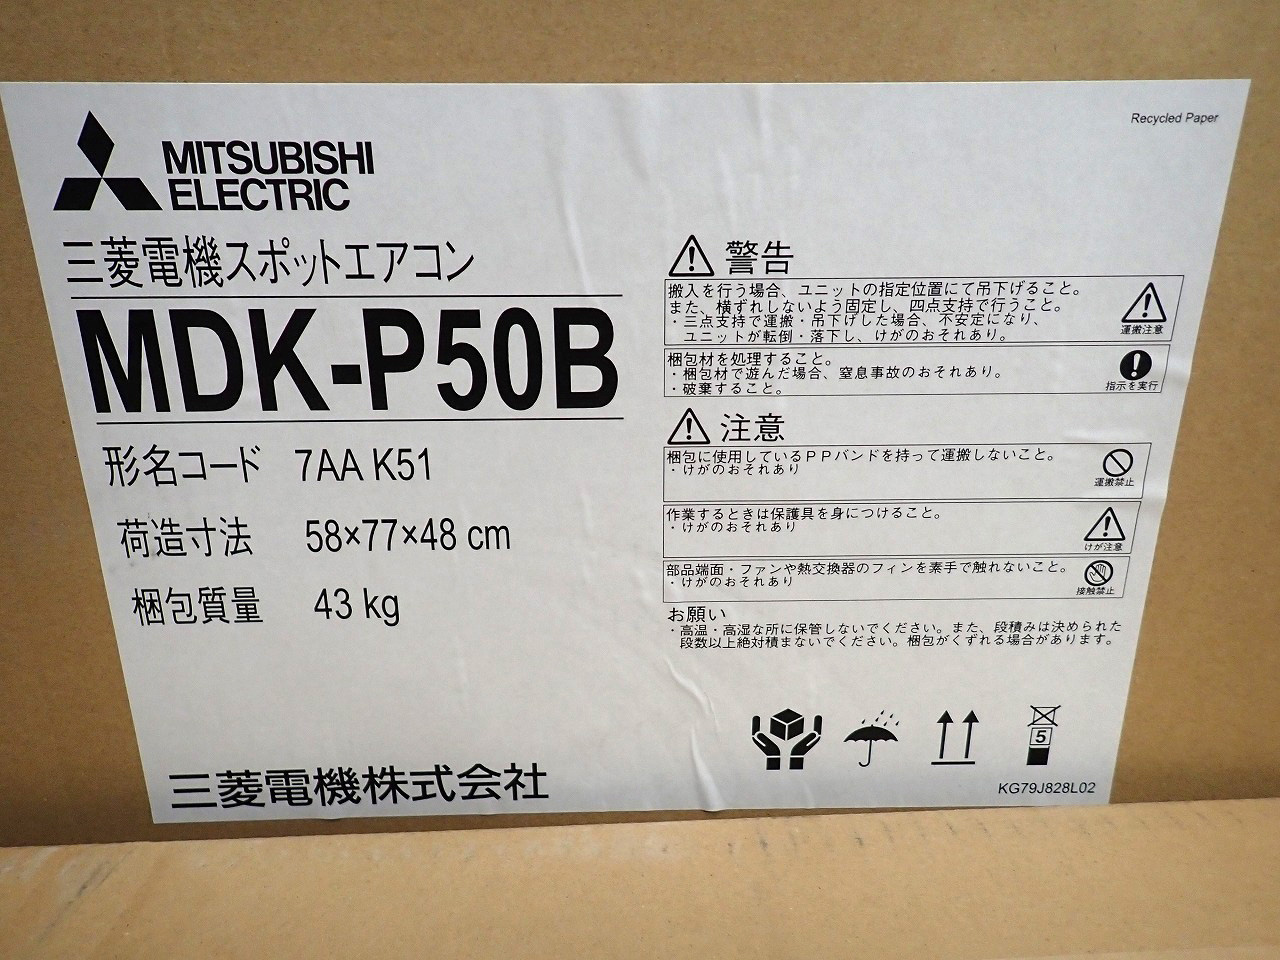 Recycled Paper
MITSUBISHI
ELECTRIC
三菱電機スポットエアコン
MDK-P50B
形名コード 7AA K51
荷造寸法 58×77×48 cm
梱包質量 43 kg
三菱電機株式会社
警告
搬入を行う場合、ユニットの指定位置にて吊下げること。
また、横ずれしないよう固定し、四点支持で行うこと。
・三点支持で運搬・吊下げした場合、不安定になり、
ユニットが転倒・落下し、けがのおそれあり。
運搬注意
梱包材を処理すること。
・梱包材で遊んだ場合、窒息事故のおそれあり。
・破棄すること。
指示を実行
注意
梱包に使用しているPPバンドを持って運搬しないこと。
・けがのおそれあり
運搬禁止
作業するときは保護具を身につけること。
・けがのおそれあり
けが注意
部品端面・ファンや熱交換器のフィンを素手で触れないこと。
・けがのおそれあり
接触禁止
お願い
・高温・高湿な所に保管しないでください。また、段積みは決められた
段数以上絶対積まないでください。梱包がくずれる場合があります。
5
KG79J828L02